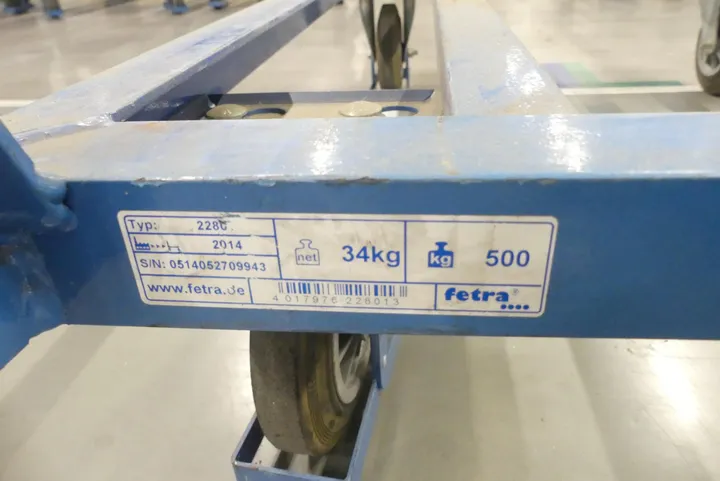 Typ: 2280
2014
S/N: 0514052709943
www.fetra.de
net 34kg
kg 500
4 017976 228013
fetra®